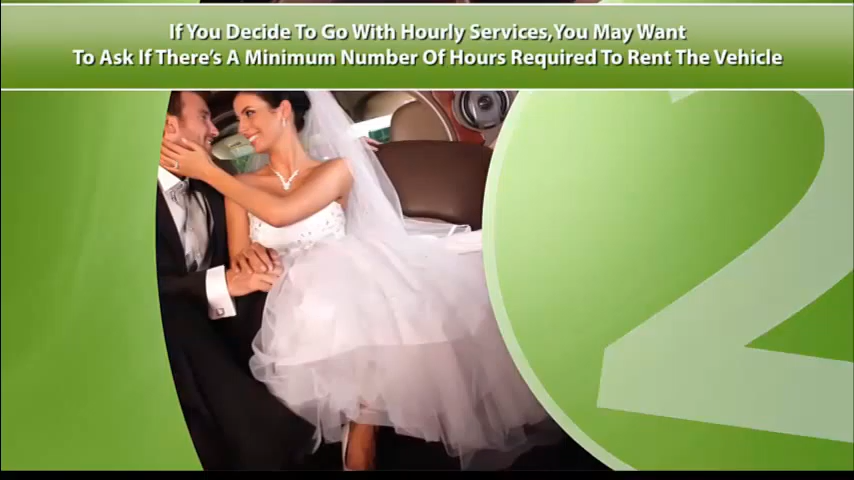 If You Decide To Go With Hourly Services,You May Want
To Ask If There's A Minimum Number Of Hours Required To Rent The Vehicle
2